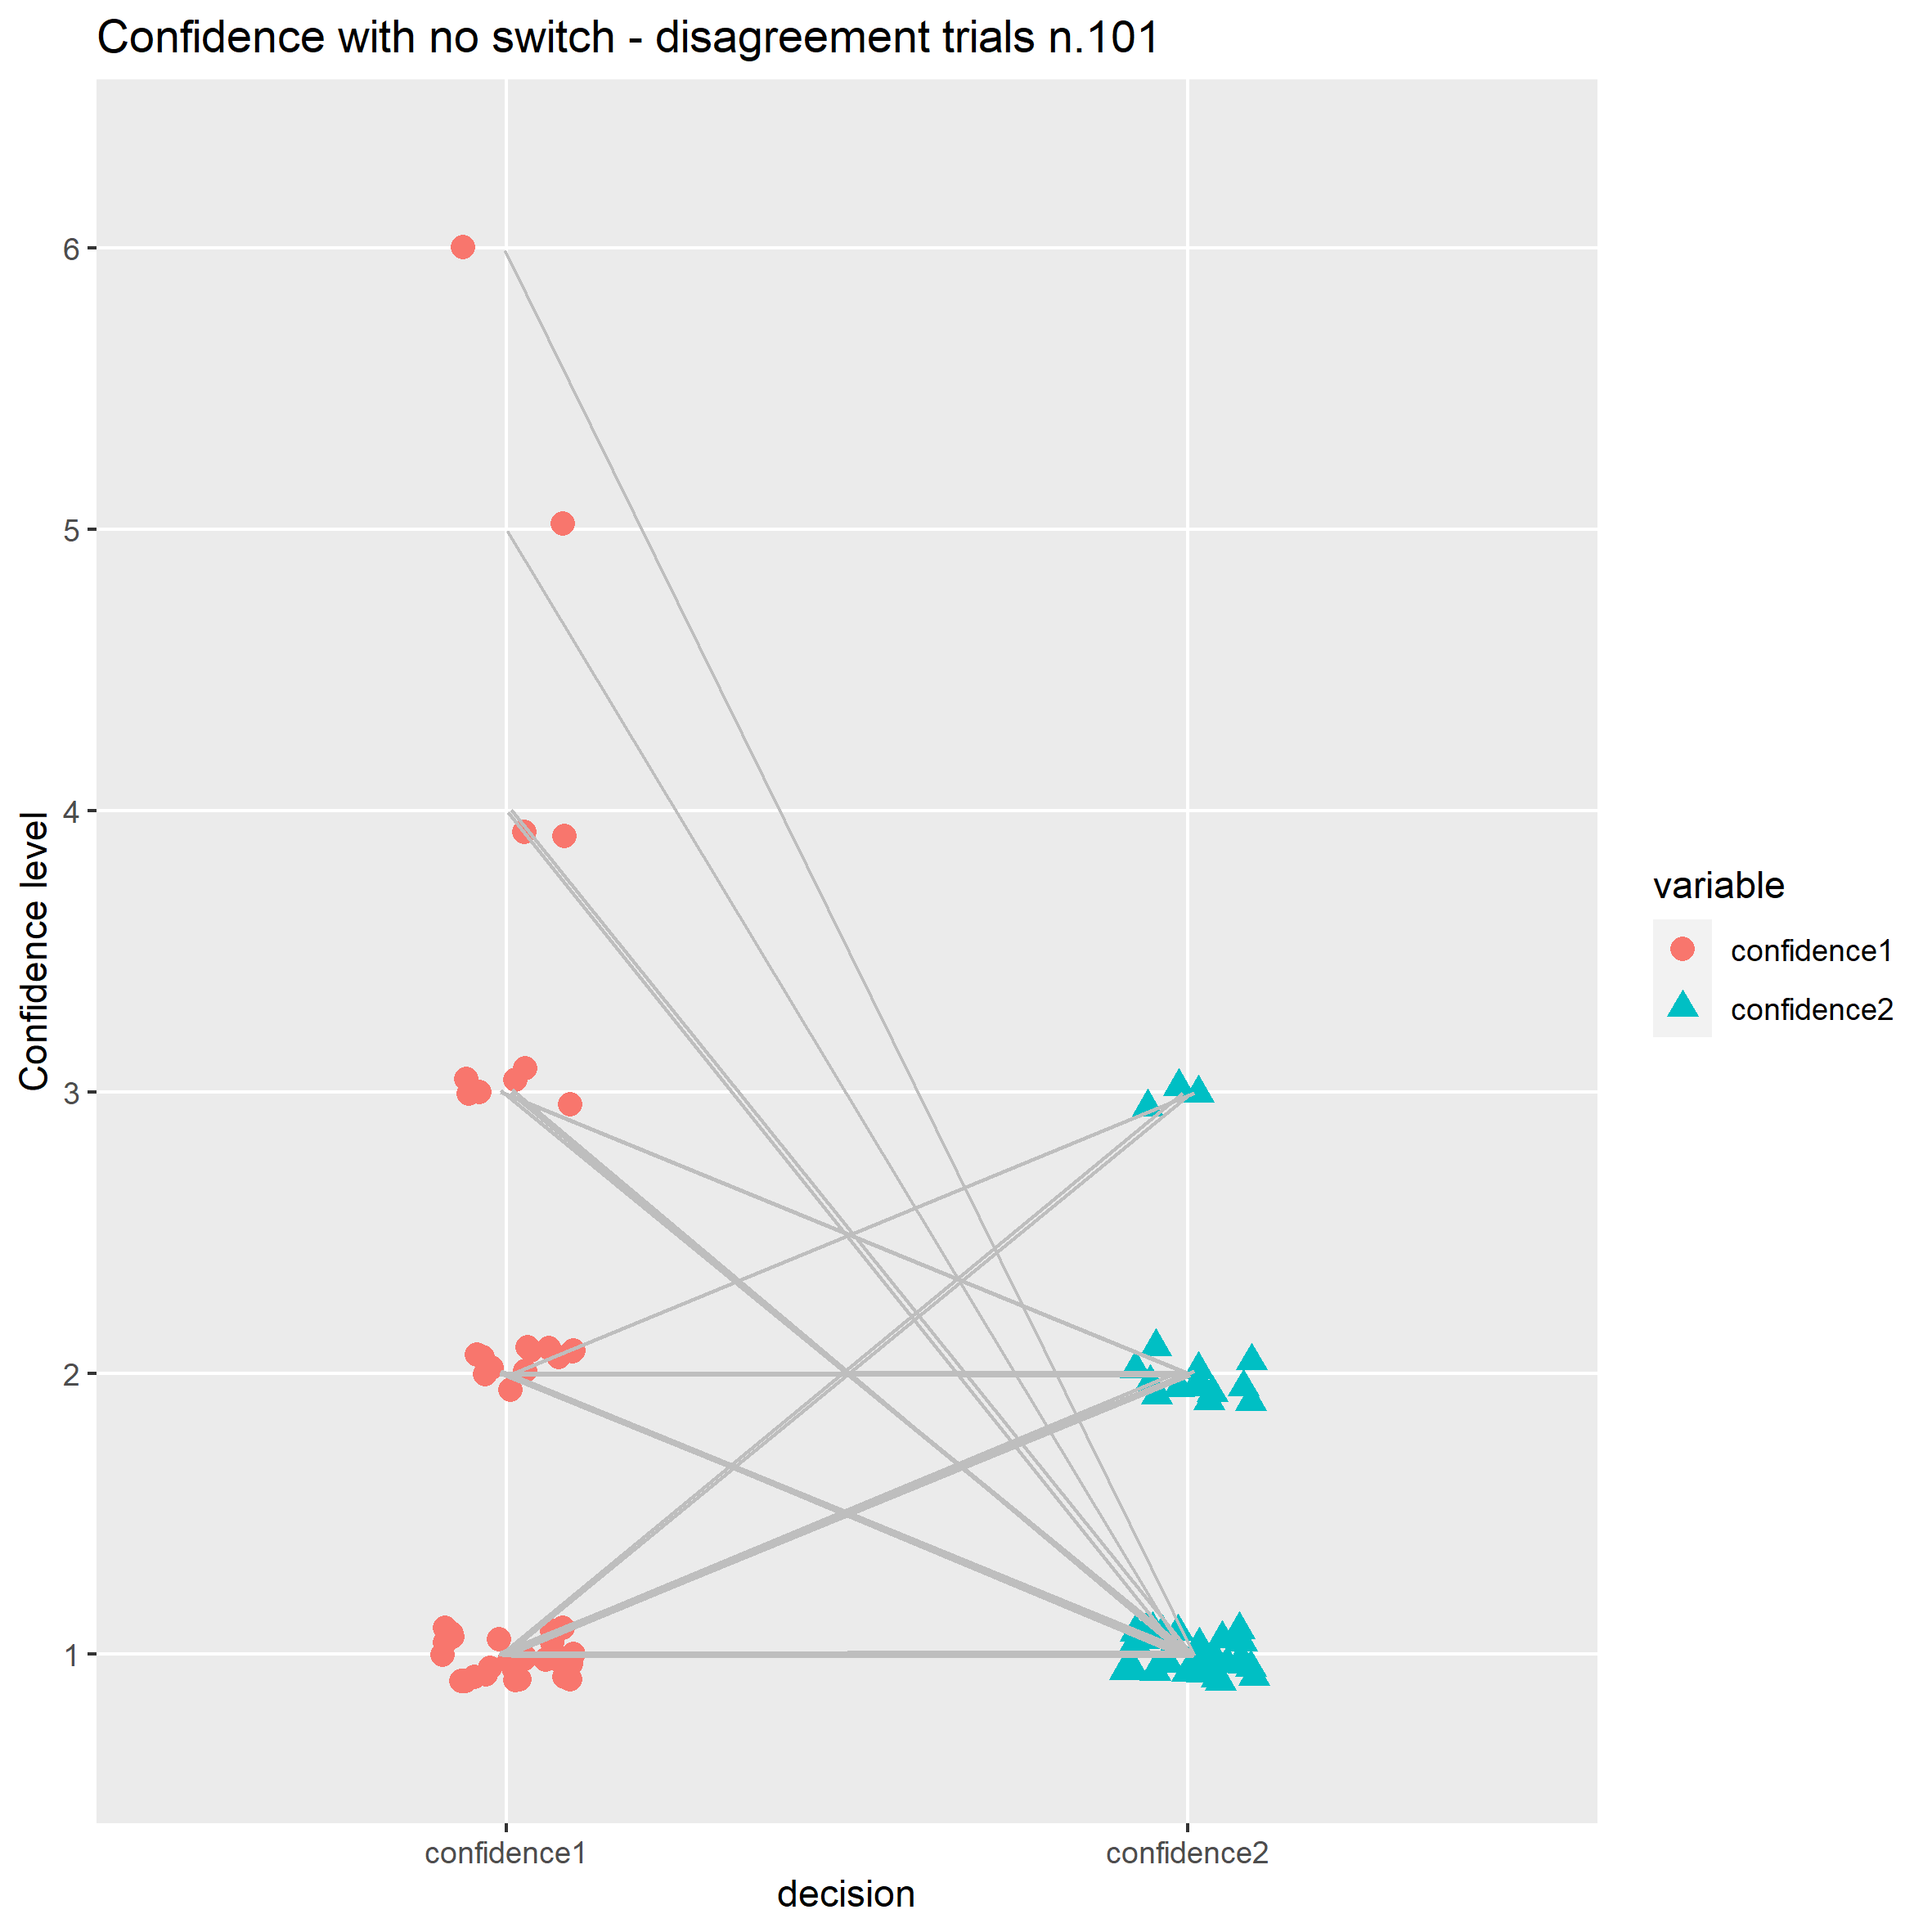 Confidence with no switch - disagreement trials n.101
Confidence level
6
5
4
3
2
1
confidence1
confidence2
decision
variable
confidence1
confidence2